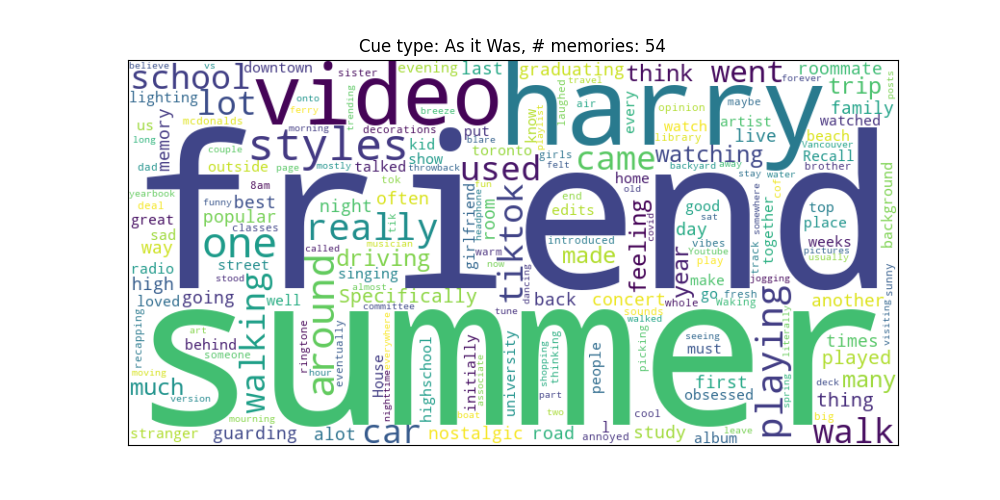 Cue type: As it Was, # memories: 54
believe vs downtown sister evening last graduating think went forever roommate
school video harry trip posts
lighting lot onto trending breeze know playlist laughed travel air every opinion maybe artist family
mcdonalds ferry morning decorations put watch library live watched
us memory styles kid blare toronto came watching beach Vancouver
long couple show used girls felt home backyard away Recall
dad outside page mostly talked throwback stay water brother
yearbook 8am tok friend fun end old sat cof top background
deal funny best night often girlfriend headphone room edits feeling covid good together somewhere place
great classes popular tik tiktok introduced day vibes weeks
sad one really musician warm made year Youtube track pictures
way street called driving now play usually
radio stood singing dancing make jogging sunny
high almost Specifically back concert whole go fresh Waking another
loved going well around committee tune sounds walked
walking summer playing
recapping art ringtone everywhere initially thinking picking seeing literally times visiting
behind eventually highschool university shopping people must played
moving someone hour House associate first spring many
much version nighttime part two obsessed deck thing
mourning beat cool leave big
stranger guarding alot car nostalgic road l annoyed study album walk